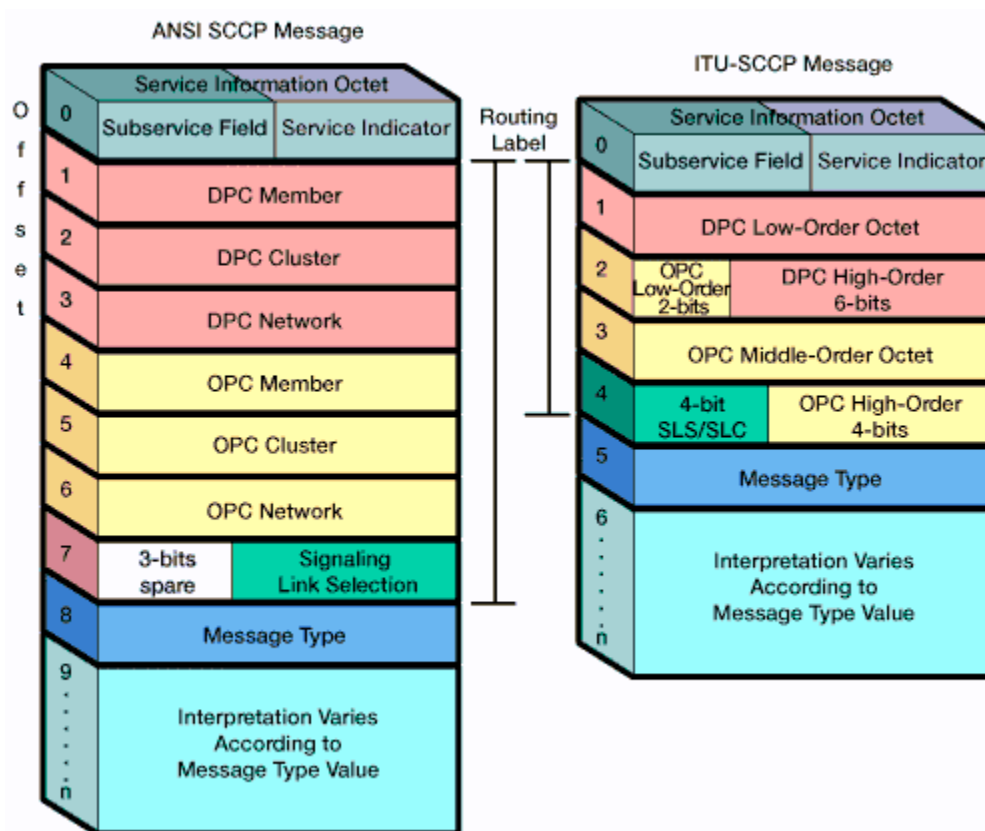 ANSI SCCP Message
Offset
Service Information Octet
0
Subservice Field
Service Indicator
1
DPC Member
2
DPC Cluster
3
DPC Network
4
OPC Member
5
OPC Cluster
6
OPC Network
7
3-bits
spare
Signaling
Link Selection
8
Message Type
9
Interpretation Varies
According to
Message Type Value
n
Routing
Label
ITU-SCCP Message
Service Information Octet
0
Subservice Field
Service Indicator
1
DPC Low-Order Octet
2
OPC
Low-Order
2-bits
DPC High-Order
6-bits
3
OPC Middle-Order Octet
4
4-bit
SLS/SLC
OPC High-Order
4-bits
5
Message Type
6
Interpretation Varies
According to
Message Type Value
n